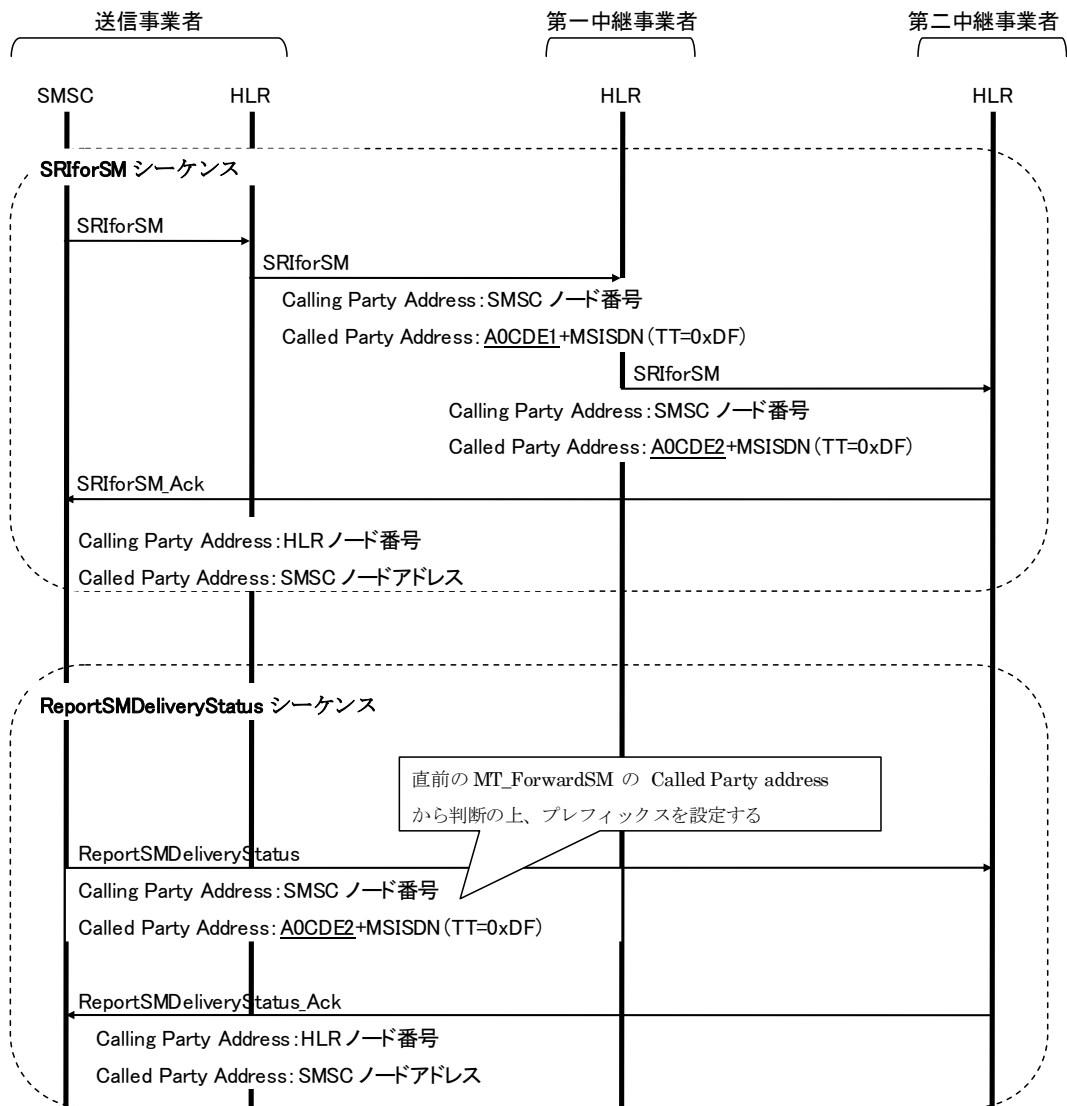 送信事業者
第一中継事業者
第二中継事業者
SMSC
HLR
HLR
HLR
SRIforSM シーケンス
SRIforSM
SRIforSM
Calling Party Address:SMSC ノード番号
Called Party Address:A0CDE1+MSISDN(TT=0xDF)
SRIforSM
Calling Party Address:SMSC ノード番号
Called Party Address:A0CDE2+MSISDN(TT=0xDF)
SRIforSM_Ack
Calling Party Address:HLR ノード番号
Called Party Address:SMSC ノードアドレス
ReportSMDeliveryStatus シーケンス
直前の MT_ForwardSM の Called Party address
から判断の上、プレフィックスを設定する
ReportSMDeliveryStatus
Calling Party Address:SMSC ノード番号
Called Party Address:A0CDE2+MSISDN(TT=0xDF)
ReportSMDeliveryStatus_Ack
Calling Party Address:HLR ノード番号
Called Party Address:SMSC ノードアドレス